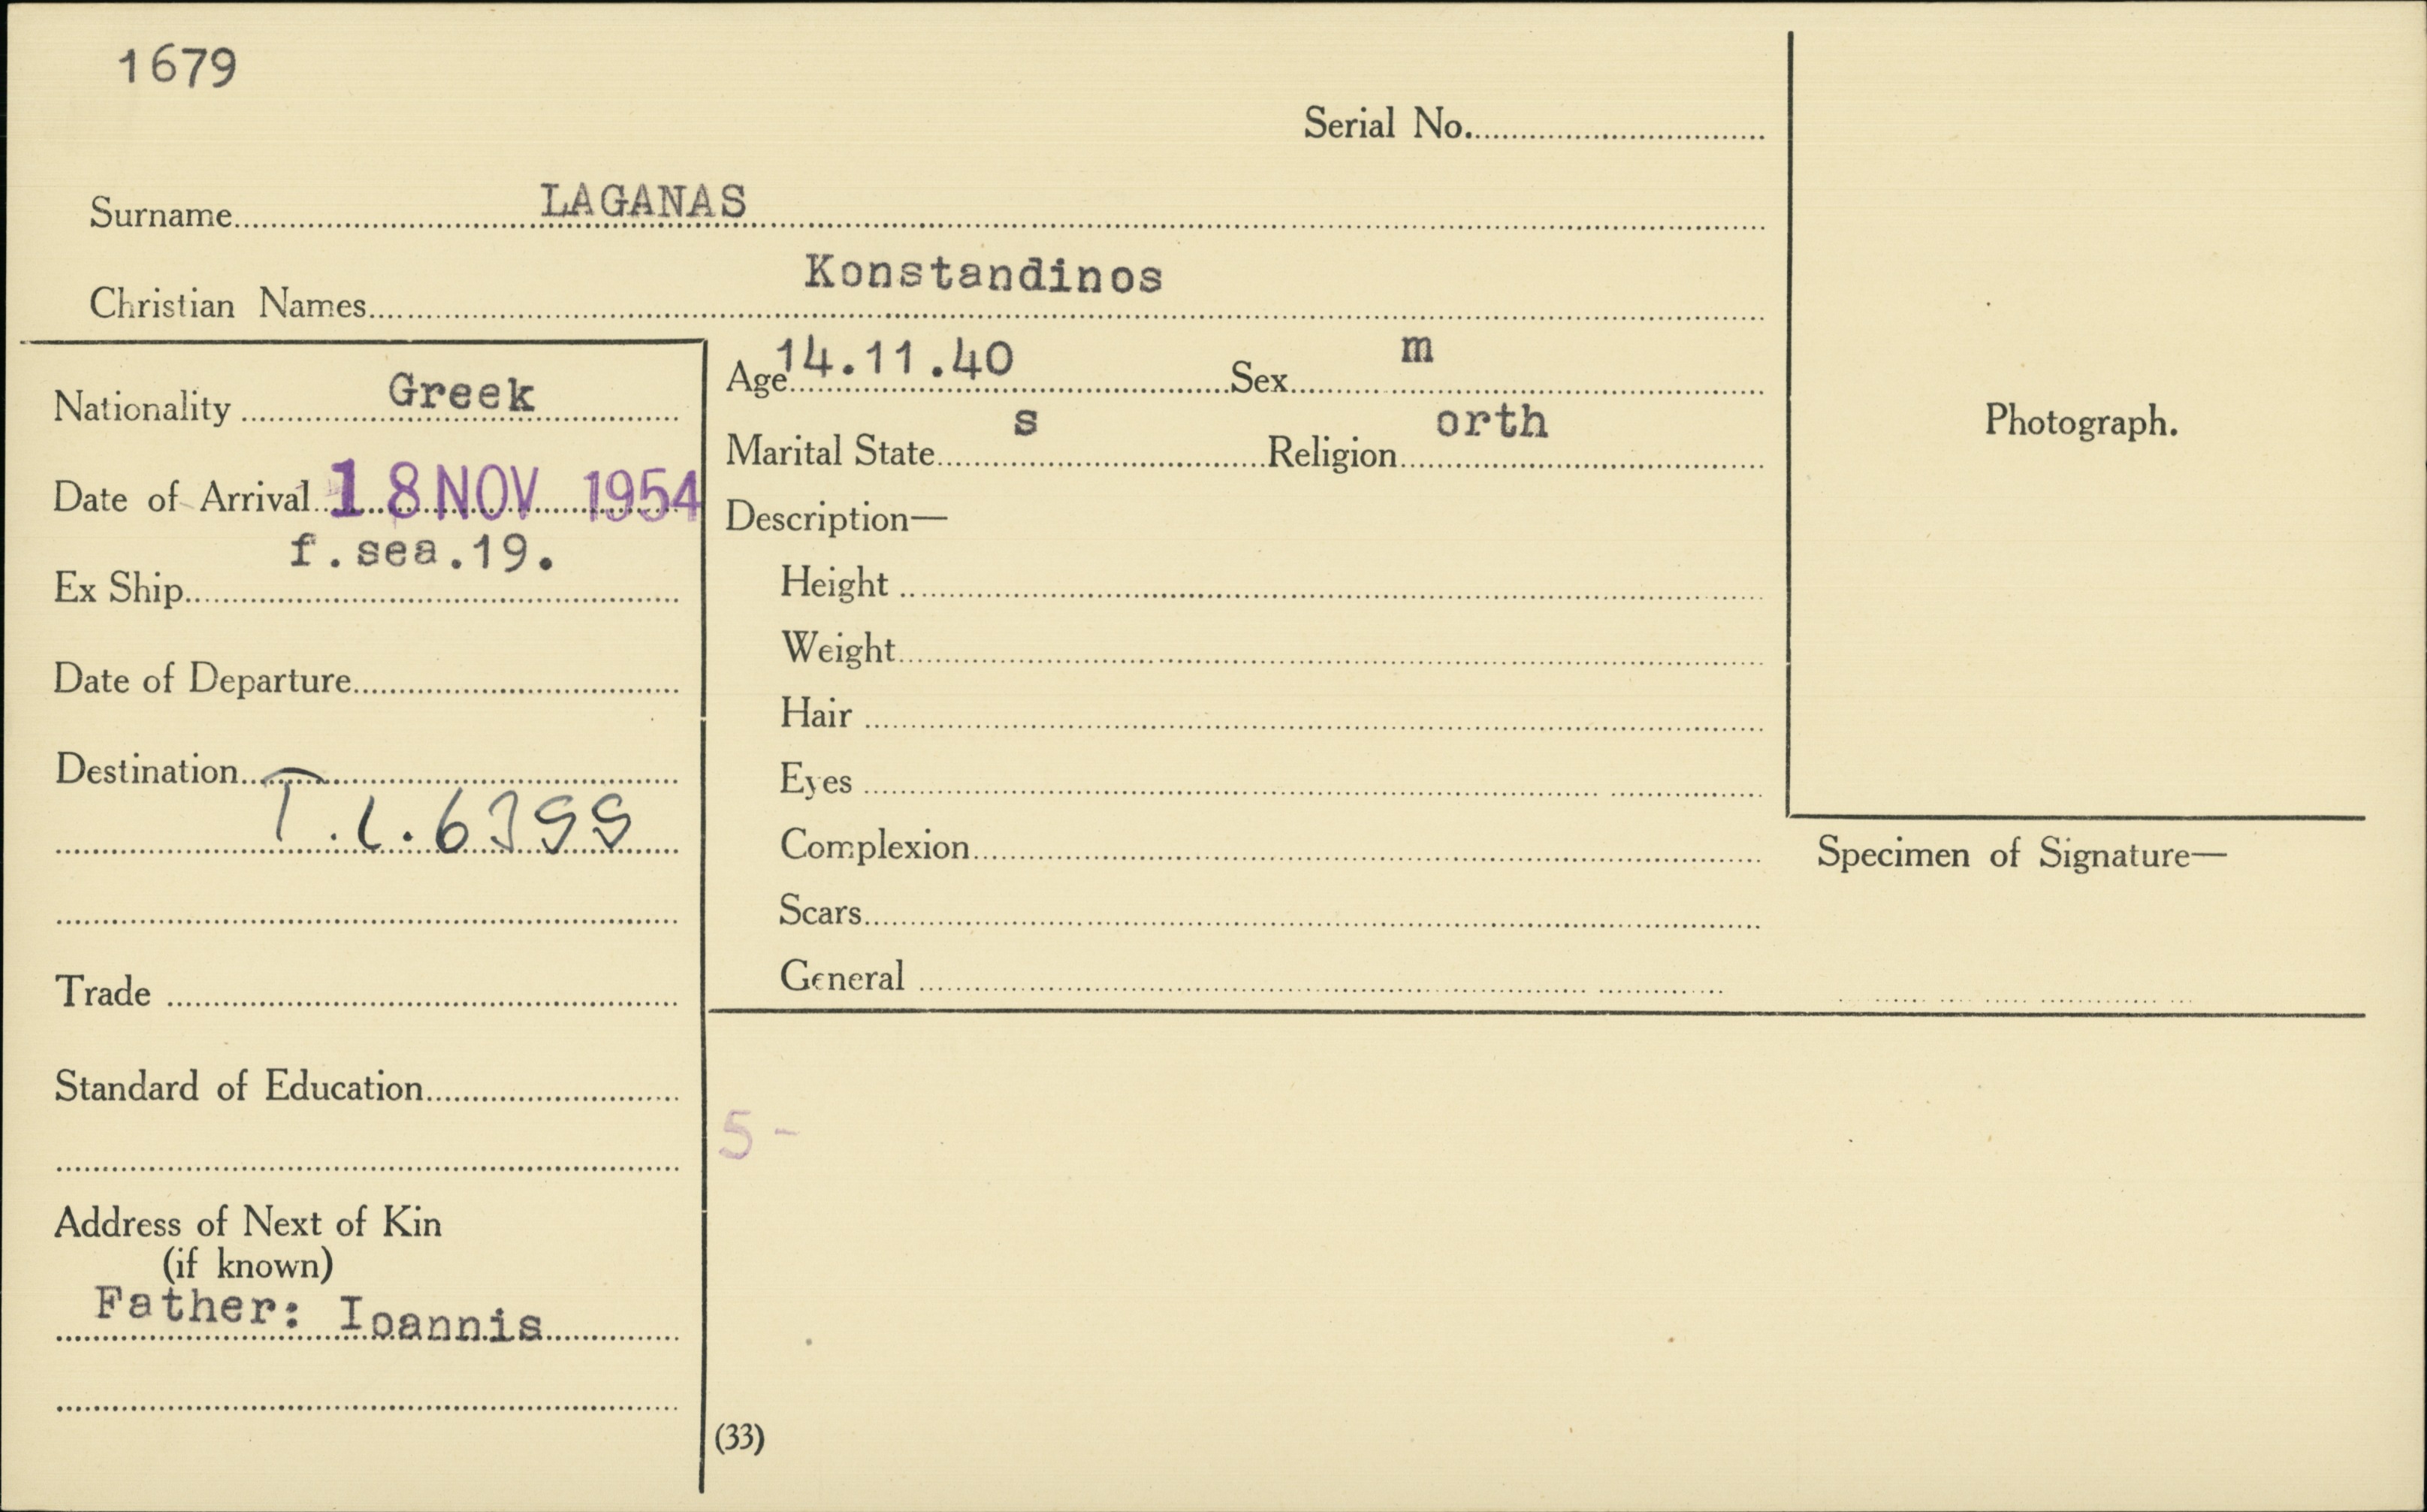 1679
Serial No.
Surname LAGANAS
Christian Names Konstandinos
Nationality Greek
Date of Arrival 18 NOV 1954
Ex Ship f.sea.19.
Date of Departure
Destination
Trade
Standard of Education
Address of Next of Kin
(if known)
Father: Ioannis
Age 14.11.40 Sex m
Marital State s Religion orth
Description—
Height
Weight
Hair
Eyes
Complexion
Scars
General
5 -
(33)
Photograph.
Specimen of Signature—